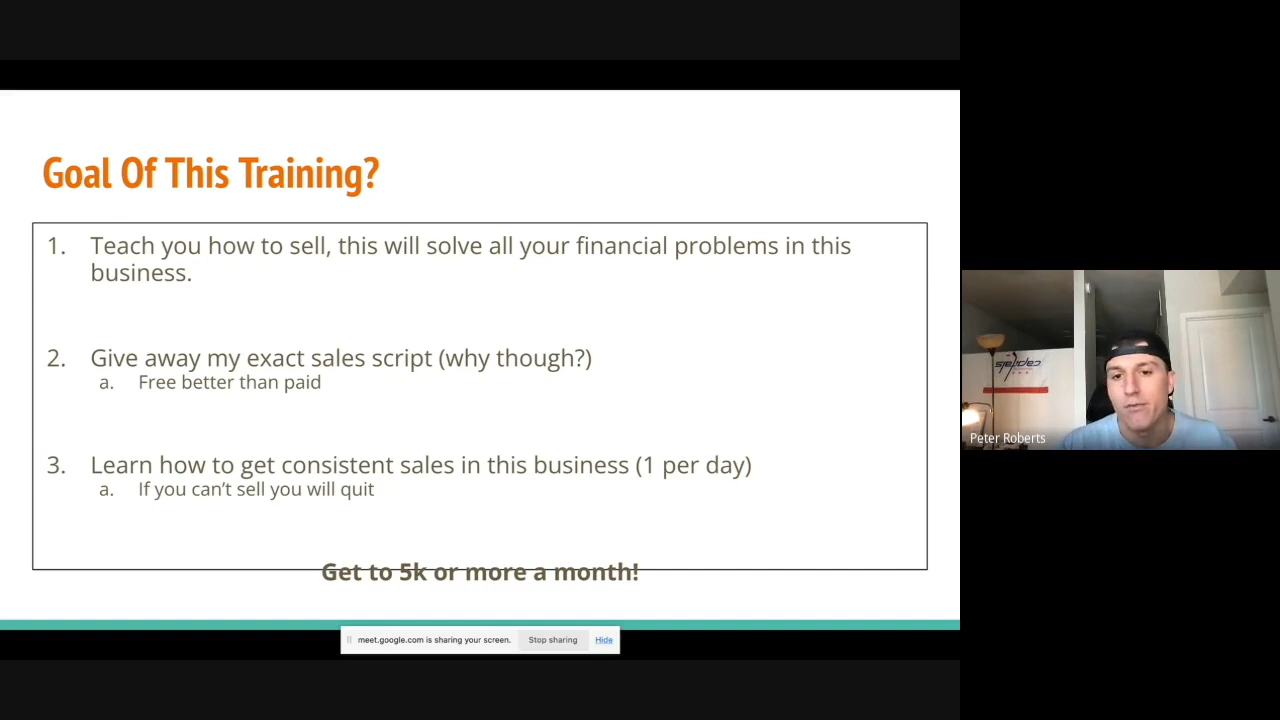 Goal Of This Training?
1. Teach you how to sell, this will solve all your financial problems in this
business.
2. Give away my exact sales script (why though?)
a. Free better than paid
3. Learn how to get consistent sales in this business (1 per day)
a. If you can’t sell you will quit
Get to 5k or more a month!
meet.google.com is sharing your screen. Stop sharing Hide
capitals
Peter Roberts